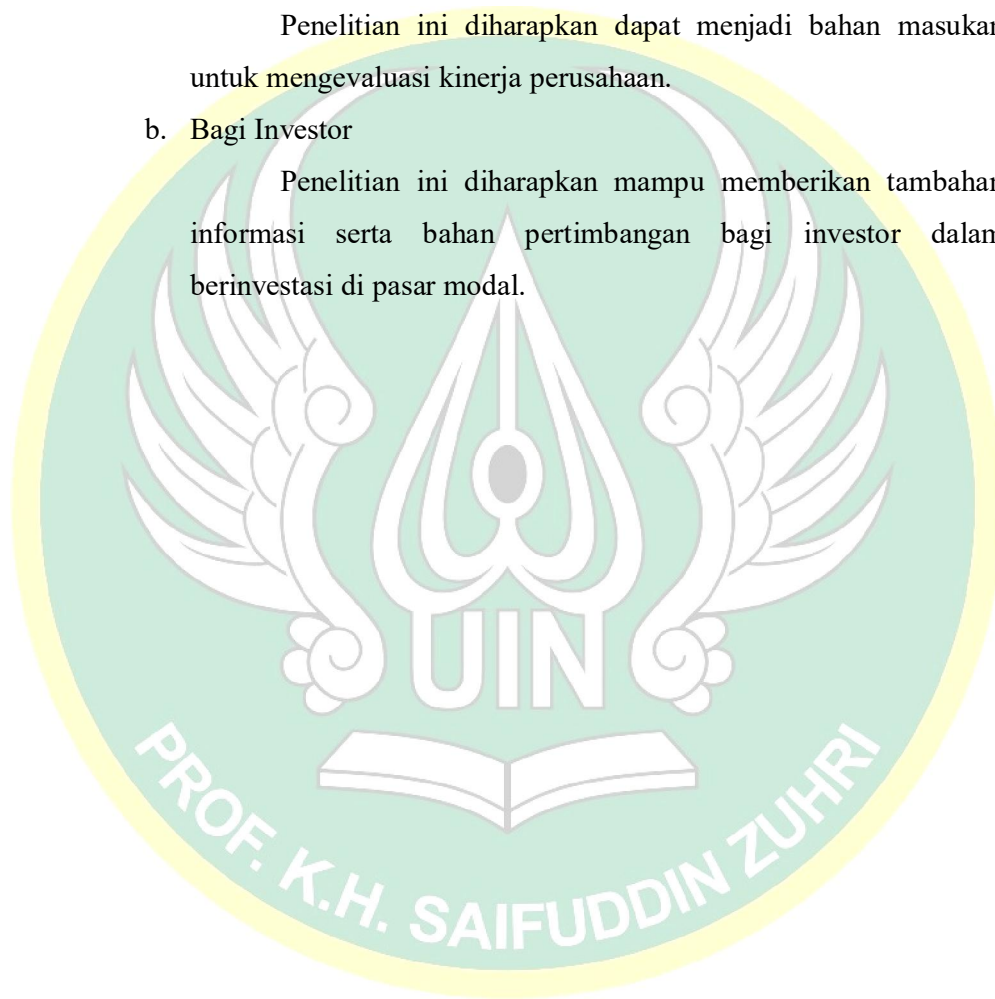 Penelitian ini diharapkan dapat menjadi bahan masukan
untuk mengevaluasi kinerja perusahaan.
b. Bagi Investor
Penelitian ini diharapkan mampu memberikan tambahan
informasi serta bahan pertimbangan bagi investor dalam
berinvestasi di pasar modal.
UIN
PROF. K.H. SAIFUDDIN ZUHRI